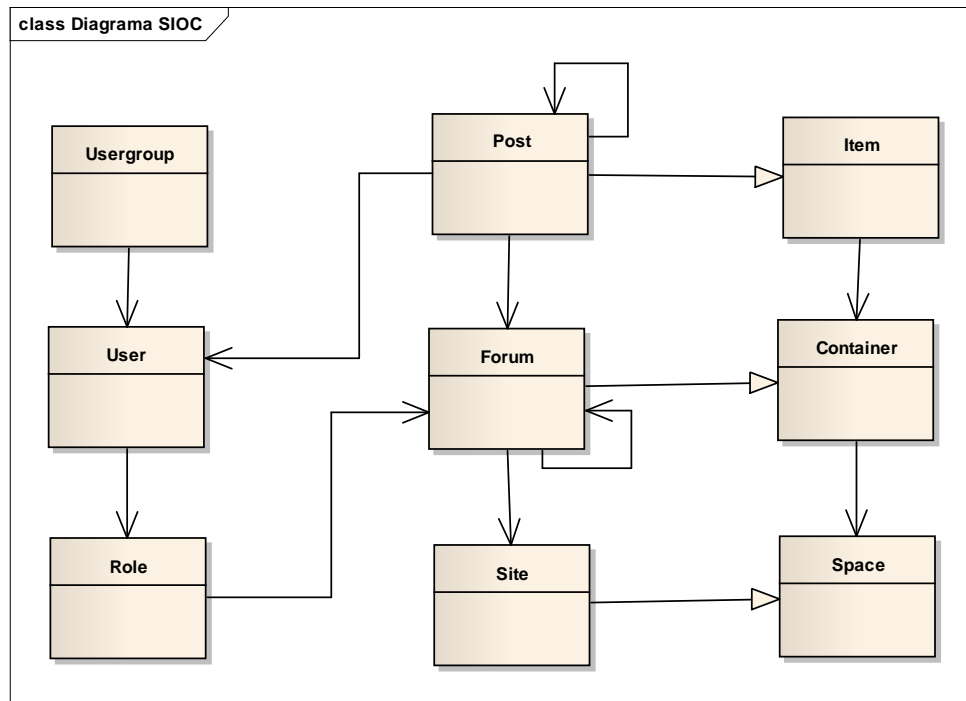 class Diagrama SIOC
Usergroup
Post
Item
User
Forum
Container
Role
Site
Space